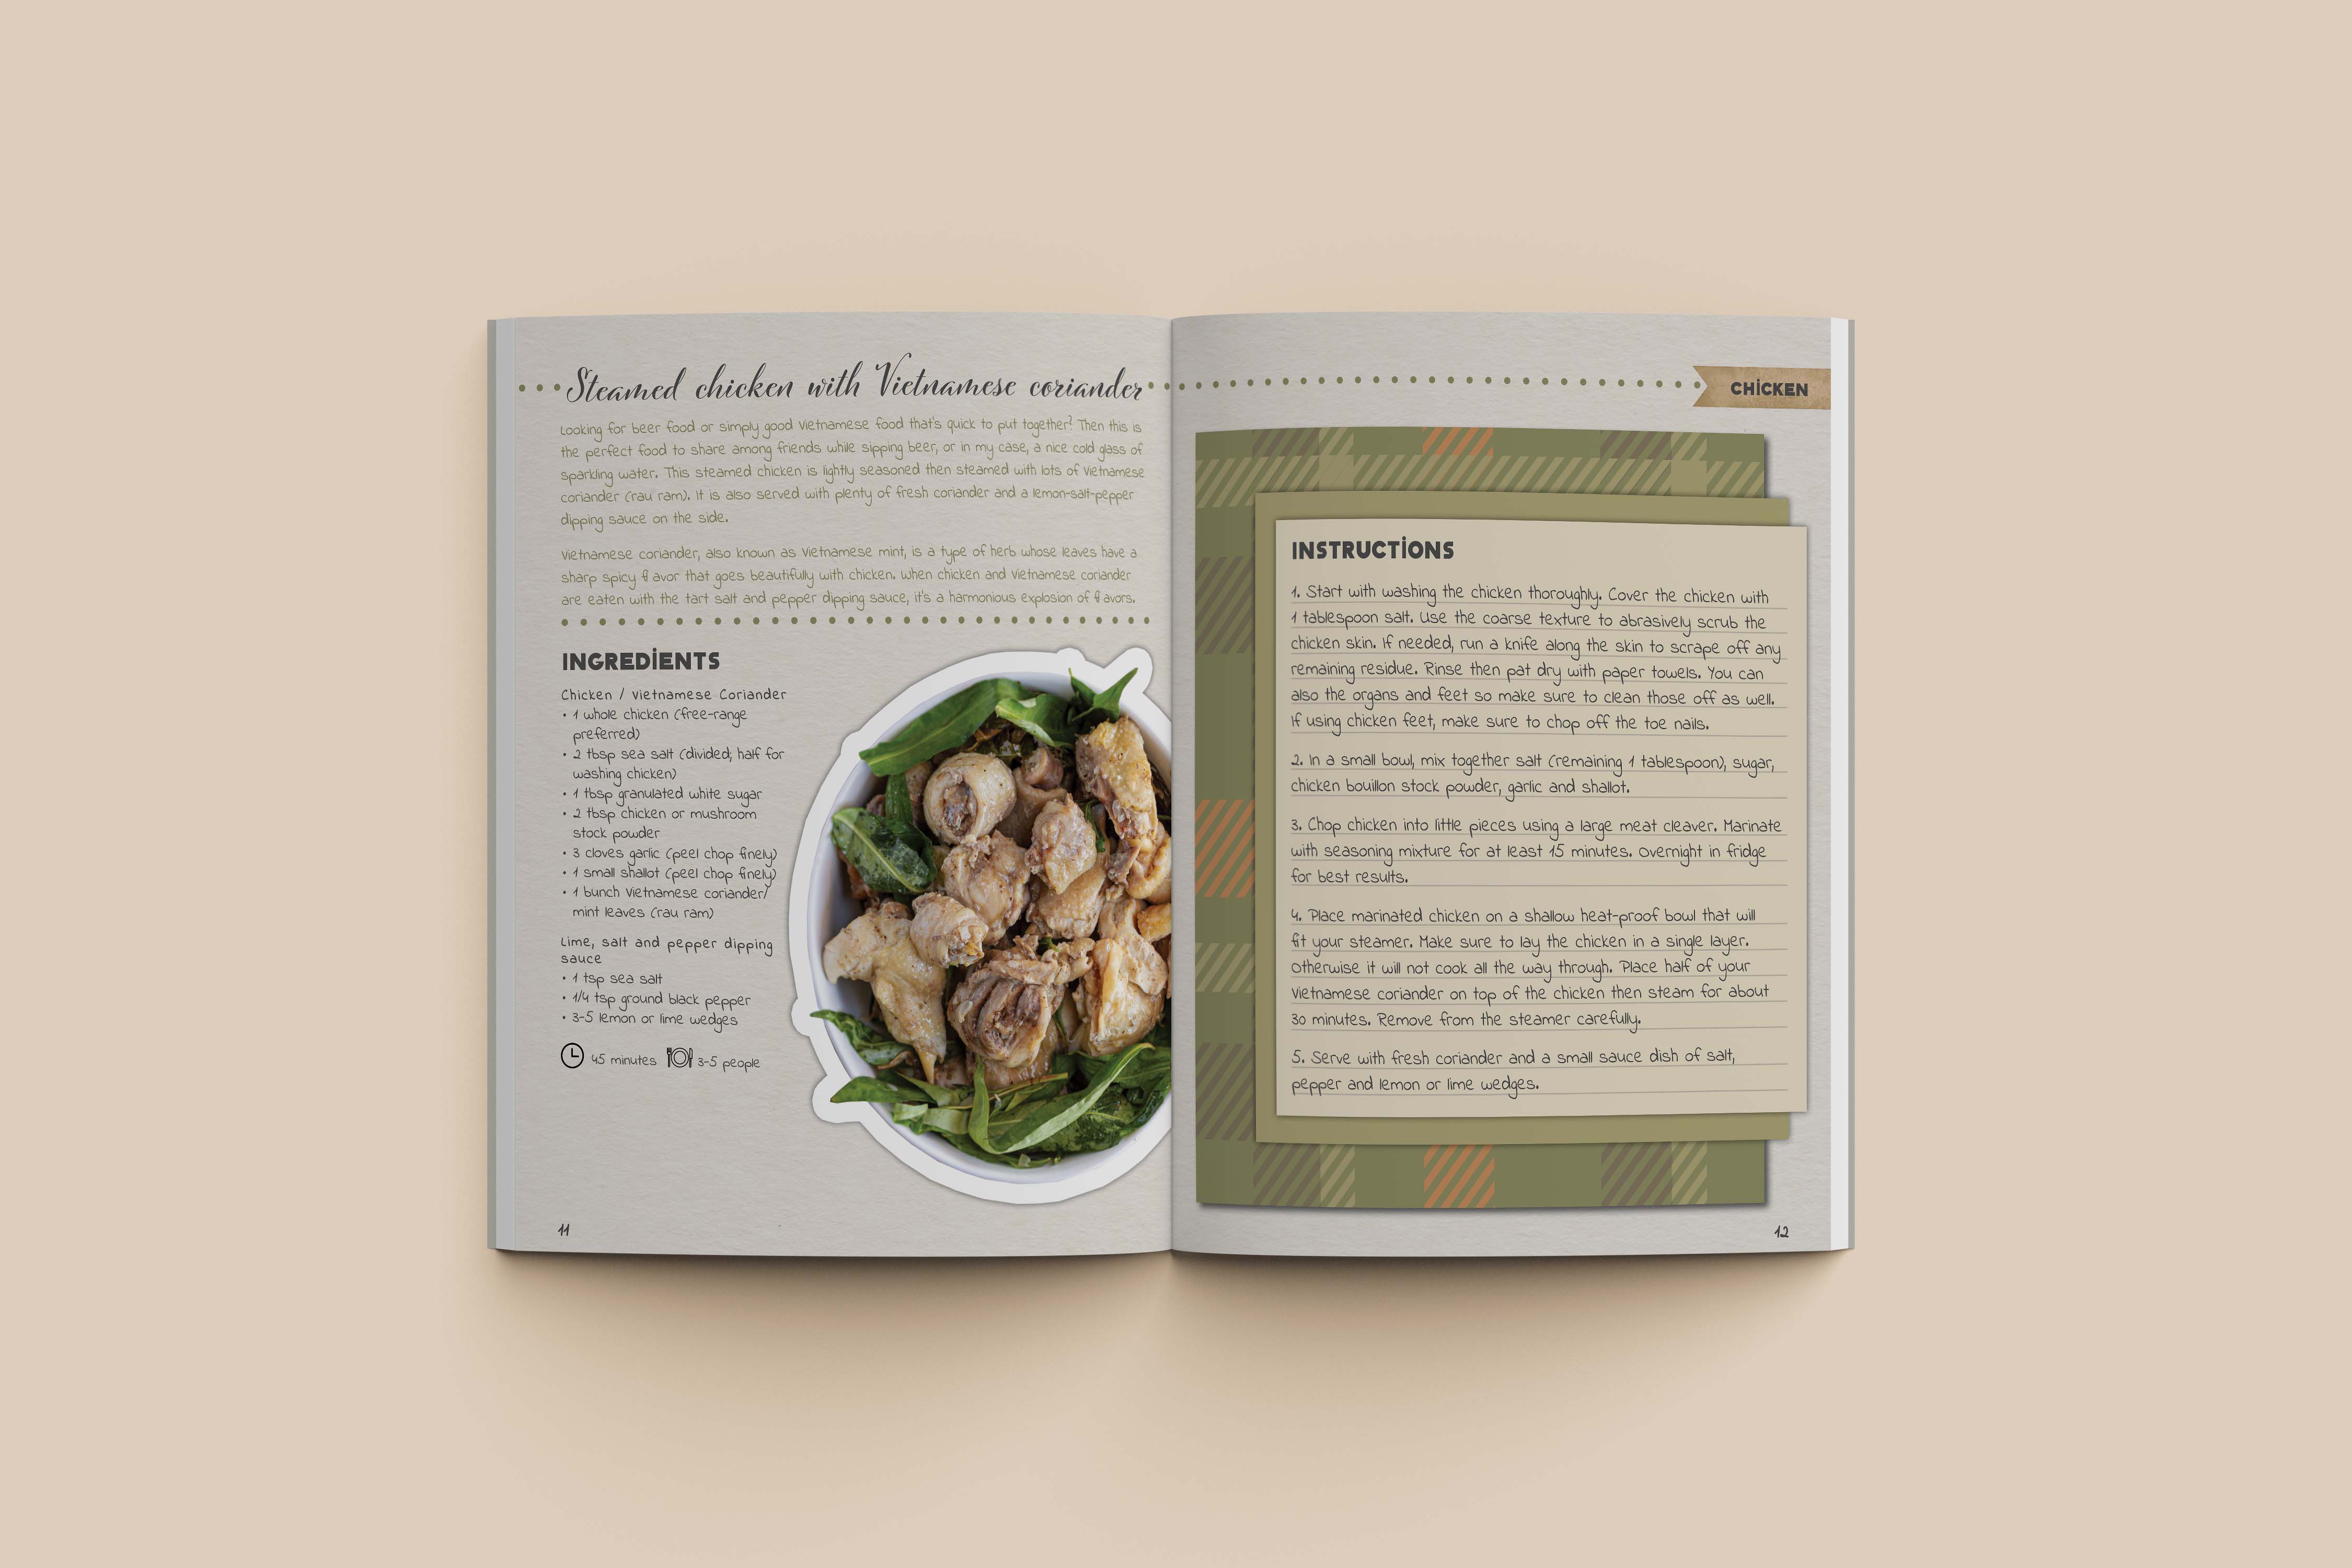 Steamed chicken with Vietnamese coriander
Looking for beer food or simply good Vietnamese food that's quick to put together? Then this is
the perfect food to share among friends while sipping beer, or in my case, a nice cold glass of
sparkling water. This steamed chicken is lightly seasoned then steamed with lots of Vietnamese
coriander (rau ram). It is also served with plenty of fresh coriander and a lemon-salt-pepper
dipping sauce on the side.
Vietnamese coriander, also known as Vietnamese mint, is a type of herb whose leaves have a
sharp spicy fl avor that goes beautifully with chicken. When chicken and Vietnamese coriander
are eaten with the tart salt and pepper dipping sauce, it's a harmonious explosion of fl avors.
INGREDIENTS
Chicken / Vietnamese Coriander
• 1 whole chicken (free-range
preferred)
• 2 tbsp sea salt (divided; half for
washing chicken)
• 1 tbsp granulated white sugar
• 2 tbsp chicken or mushroom
stock powder
• 3 cloves garlic (peel chop finely)
• 1 small shallot (peel chop finely)
• 1 bunch Vietnamese coriander/
mint leaves (rau ram)
Lime, salt and pepper dipping
sauce
• 1 tsp sea salt
• 1/4 tsp ground black pepper
• 3-5 lemon or lime wedges
45 minutes 3-5 people
11
CHICKEN
INSTRUCTIONS
1. Start with washing the chicken thoroughly. Cover the chicken with
1 tablespoon salt. Use the coarse texture to abrasively scrub the
chicken skin. If needed, run a knife along the skin to scrape off any
remaining residue. Rinse then pat dry with paper towels. You can
also the organs and feet so make sure to clean those off as well.
If using chicken feet, make sure to chop off the toe nails.
2. In a small bowl, mix together salt (remaining 1 tablespoon), sugar,
chicken bouillon stock powder, garlic and shallot.
3. Chop chicken into little pieces using a large meat cleaver. Marinate
with seasoning mixture for at least 15 minutes. Overnight in fridge
for best results.
4. Place marinated chicken on a shallow heat-proof bowl that will
fit your steamer. Make sure to lay the chicken in a single layer.
Otherwise it will not cook all the way through. Place half of your
Vietnamese coriander on top of the chicken then steam for about
30 minutes. Remove from the steamer carefully.
5. Serve with fresh coriander and a small sauce dish of salt,
pepper and lemon or lime wedges.
12